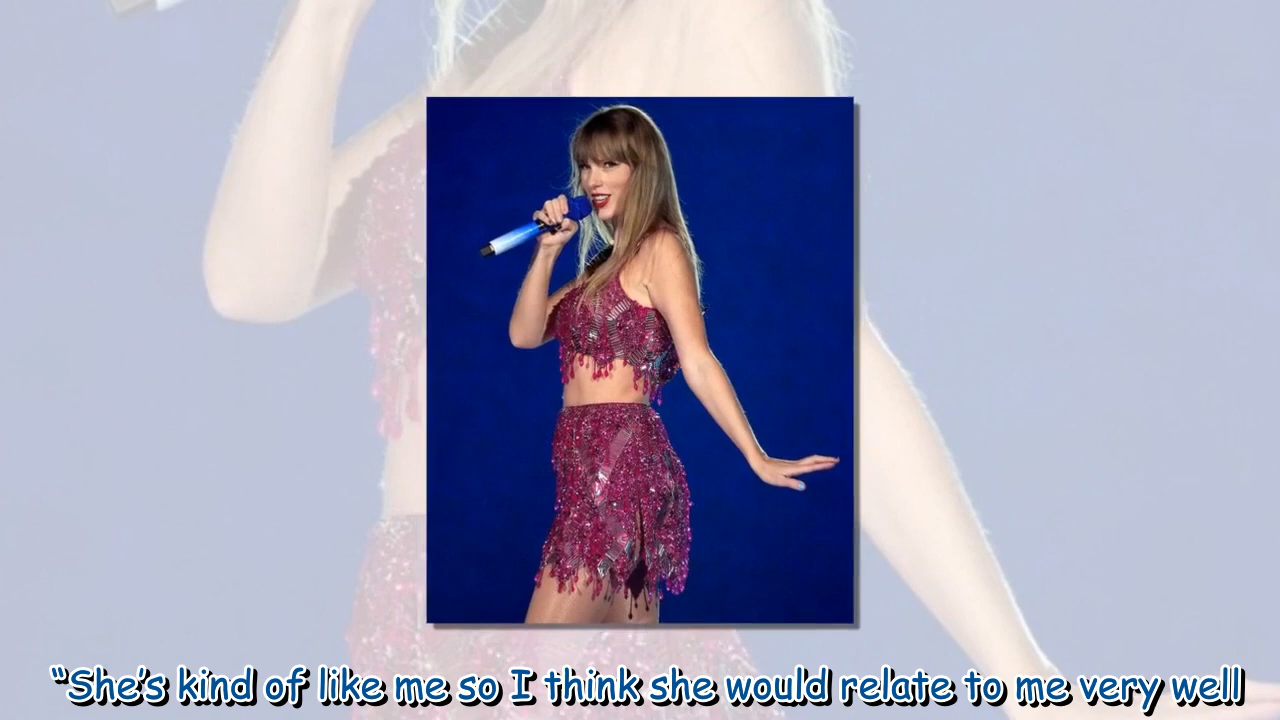 “She’s kind of like me so I think she would relate to me very well